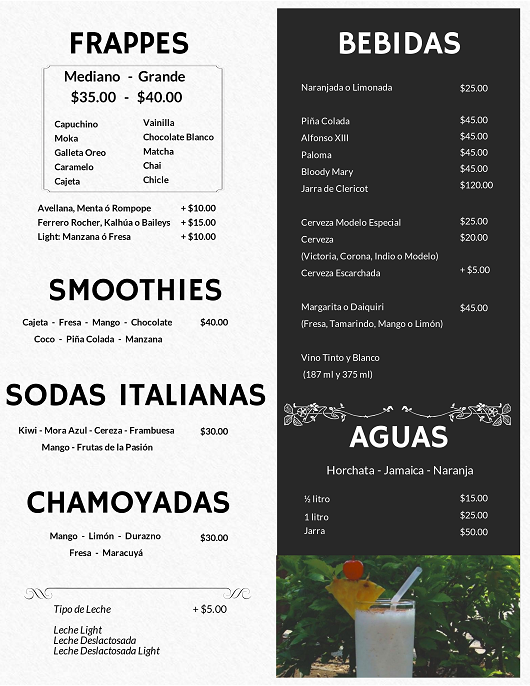 FRAPPES
Mediano - Grande
$35.00 - $40.00
Capuchino
Moka
Galleta Oreo
Caramelo
Cajeta
Vainilla
Chocolate Blanco
Matcha
Chai
Chicle
Avellana, Menta ó Rompope + $10.00
Ferrero Rocher, Kalhúa o Baileys + $15.00
Light: Manzana ó Fresa + $10.00
SMOOTHIES
Cajeta - Fresa - Mango - Chocolate $40.00
Coco - Piña Colada - Manzana
SODAS ITALIANAS
Kiwi - Mora Azul - Cereza - Frambuesa $30.00
Mango - Frutas de la Pasión
CHAMOYADAS
Mango - Limón - Durazno $30.00
Fresa - Maracuyá
Tipo de Leche + $5.00
Leche Light
Leche Deslactosada
Leche Deslactosada Light
BEBIDAS
Naranjada o Limonada $25.00
Piña Colada $45.00
Alfonso XIII $45.00
Paloma $45.00
Bloody Mary $45.00
Jarra de Clericot $120.00
Cerveza Modelo Especial $25.00
Cerveza $20.00
(Victoria, Corona, Indio o Modelo)
Cerveza Escarchada + $5.00
Margarita o Daiquiri $45.00
(Fresa, Tamarindo, Mango o Limón)
Vino Tinto y Blanco
(187 ml y 375 ml)
AGUAS
Horchata - Jamaica - Naranja
½ litro $15.00
1 litro $25.00
Jarra $50.00